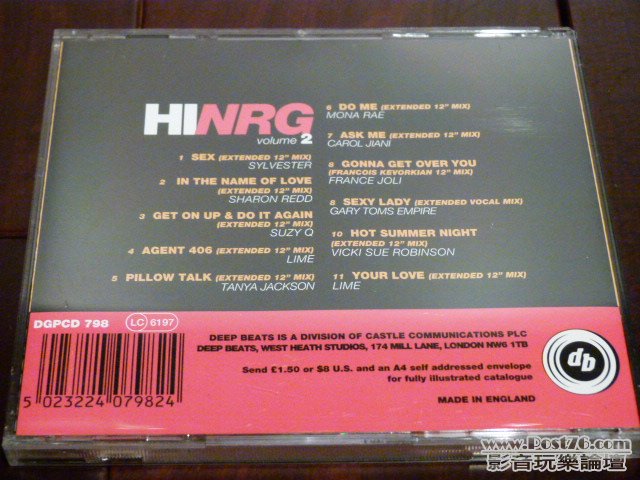 HINRG
volume 2
1 SEX (EXTENDED 12" MIX)
SYLVESTER
2 IN THE NAME OF LOVE
(EXTENDED 12" MIX)
SHARON REDD
3 GET ON UP & DO IT AGAIN
(EXTENDED 12" MIX)
SUZY Q
4 AGENT 406 (EXTENDED 12" MIX)
LIME
5 PILLOW TALK (EXTENDED 12" MIX)
TANYA JACKSON
6 DO ME (EXTENDED 12" MIX)
MONA RAE
7 ASK ME (EXTENDED 12" MIX)
CAROL JIANI
8 GONNA GET OVER YOU
(FRANCOIS KEVORKIAN 12" MIX)
FRANCE JOLI
8 SEXY LADY (EXTENDED VOCAL MIX)
GARY TOMS EMPIRE
10 HOT SUMMER NIGHT
(EXTENDED 12" MIX)
VICKI SUE ROBINSON
11 YOUR LOVE (EXTENDED 12" MIX)
LIME
DGPCD 798
LC 6197
5 023224 079824
DEEP BEATS IS A DIVISION OF CASTLE COMMUNICATIONS PLC
DEEP BEATS, WEST HEATH STUDIOS, 174 MILL LANE, LONDON NW6 1TB
Send £1.50 or $8 U.S. and an A4 self addressed envelope
for fully illustrated catalogue
MADE IN ENGLAND
db
www.Post76.com
影音玩樂論壇